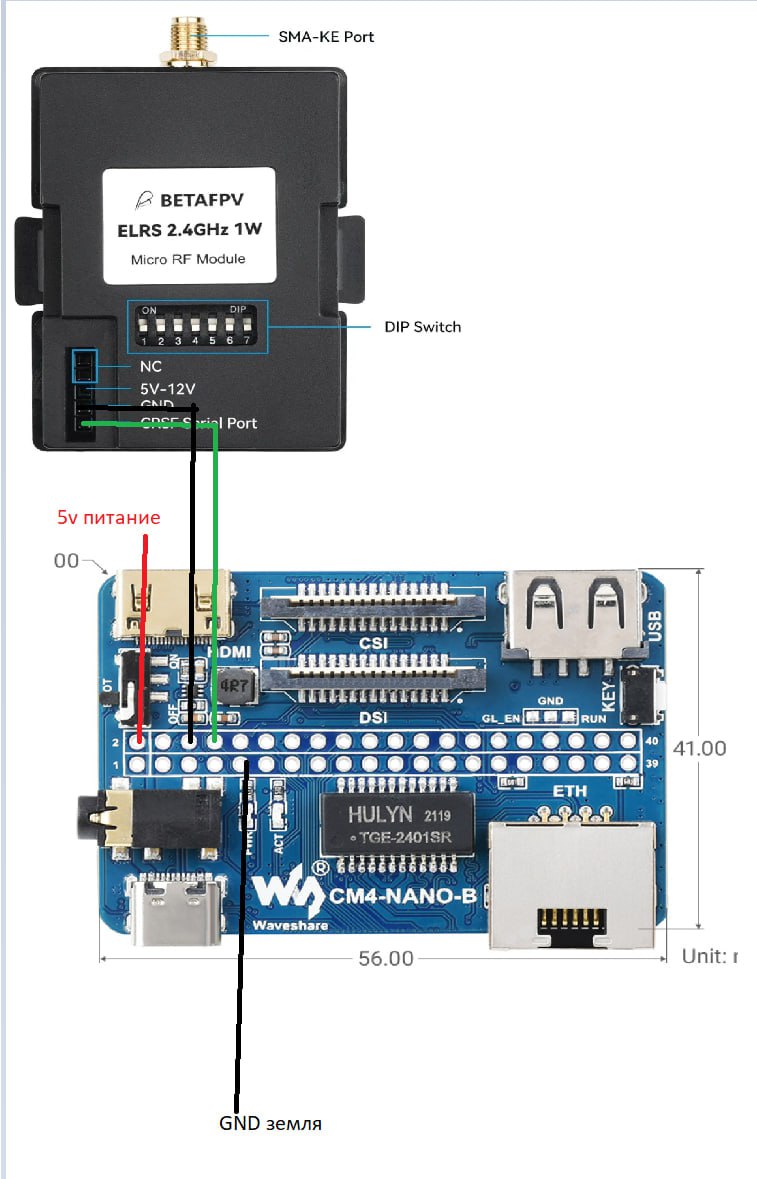 SMA-KE Port
BETAFPV
ELRS 2.4GHz 1W
Micro RF Module
ON DIP
1 2 3 4 5 6 7
DIP Switch
NC
5V-12V
GND
CRSF Serial Port
5v питание
00
HDMI
CSI
USB
ON
OFF
4R7
DSI
GND
GL_EN
RUN
KEY
2
40
1
39
41.00
ETH
HULYN 2119
TGE-2401SR
ACT
CM4-NANO-B
Waveshare
®
56.00
Unit:
GND земля